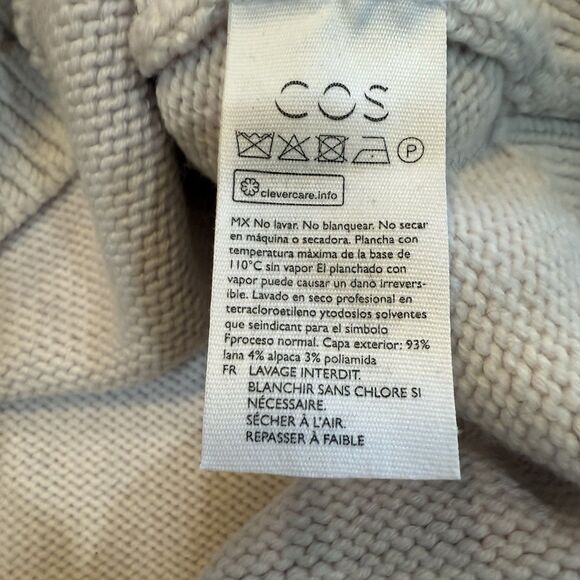 COS
P
clevercare.info
MX No lavar. No blanquear. No secar
en máquina o secadora. Plancha con
temperatura máxima de la base de
110°C sin vapor El planchado con
vapor puede causar un dano irrevers-
ible. Lavado en seco profesional en
tetracloroetileno ytodoslos solventes
que seindicant para el símbolo
Fproceso normal. Capa exterior: 93%
lana 4% alpaca 3% poliamida
FR LAVAGE INTERDIT.
BLANCHIR SANS CHLORE SI
NÉCESSAIRE.
SÉCHER À L'AIR.
REPASSER À FAIBLE